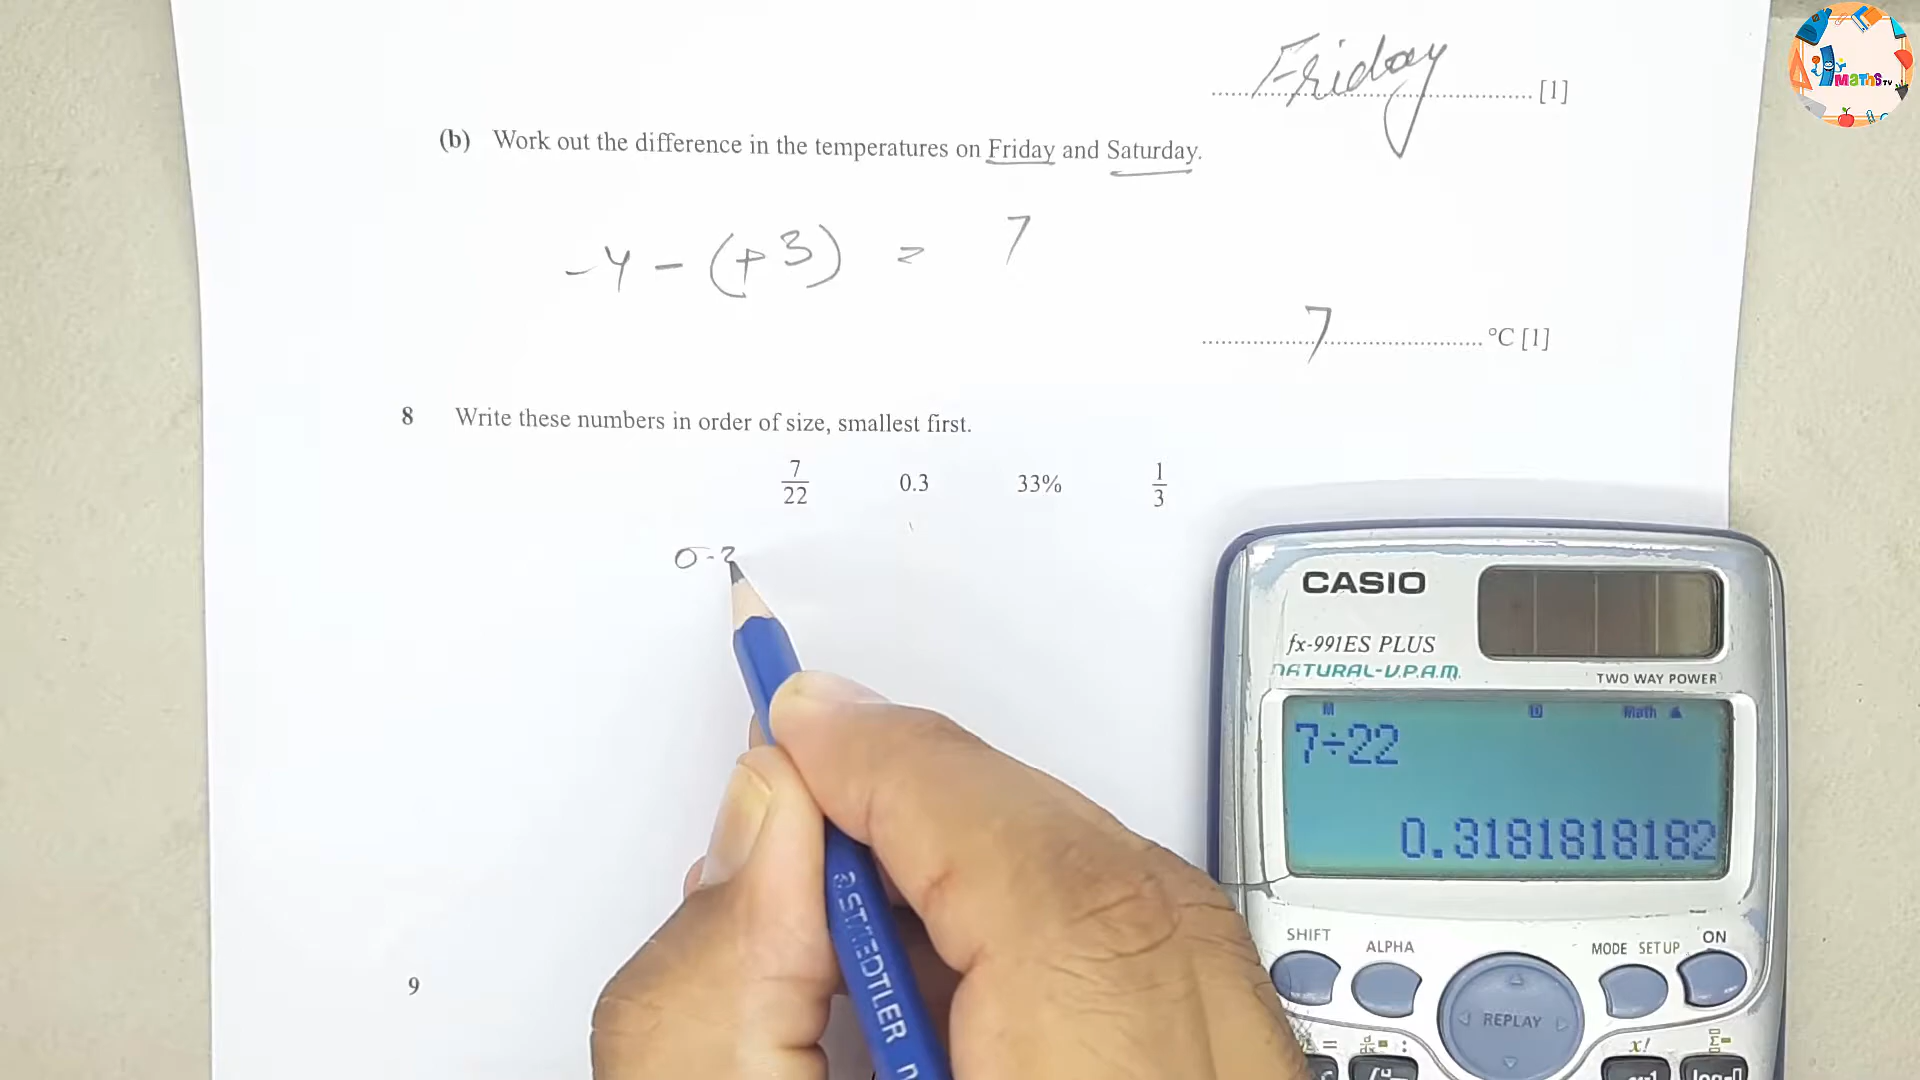 Friday [1]
MATHS TV
(b) Work out the difference in the temperatures on Friday and Saturday.
-4 - (+3) = 7
7 °C [1]
8 Write these numbers in order of size, smallest first.
7/22 0.3 33% 1/3
0.3
CASIO
fx-991ES PLUS
NATURAL-V.P.A.M.
TWO WAY POWER
M D Math ▲
7÷22
0.3181818182
SHIFT ALPHA MODE SETUP ON
REPLAY
STAEDTLER
9
x!